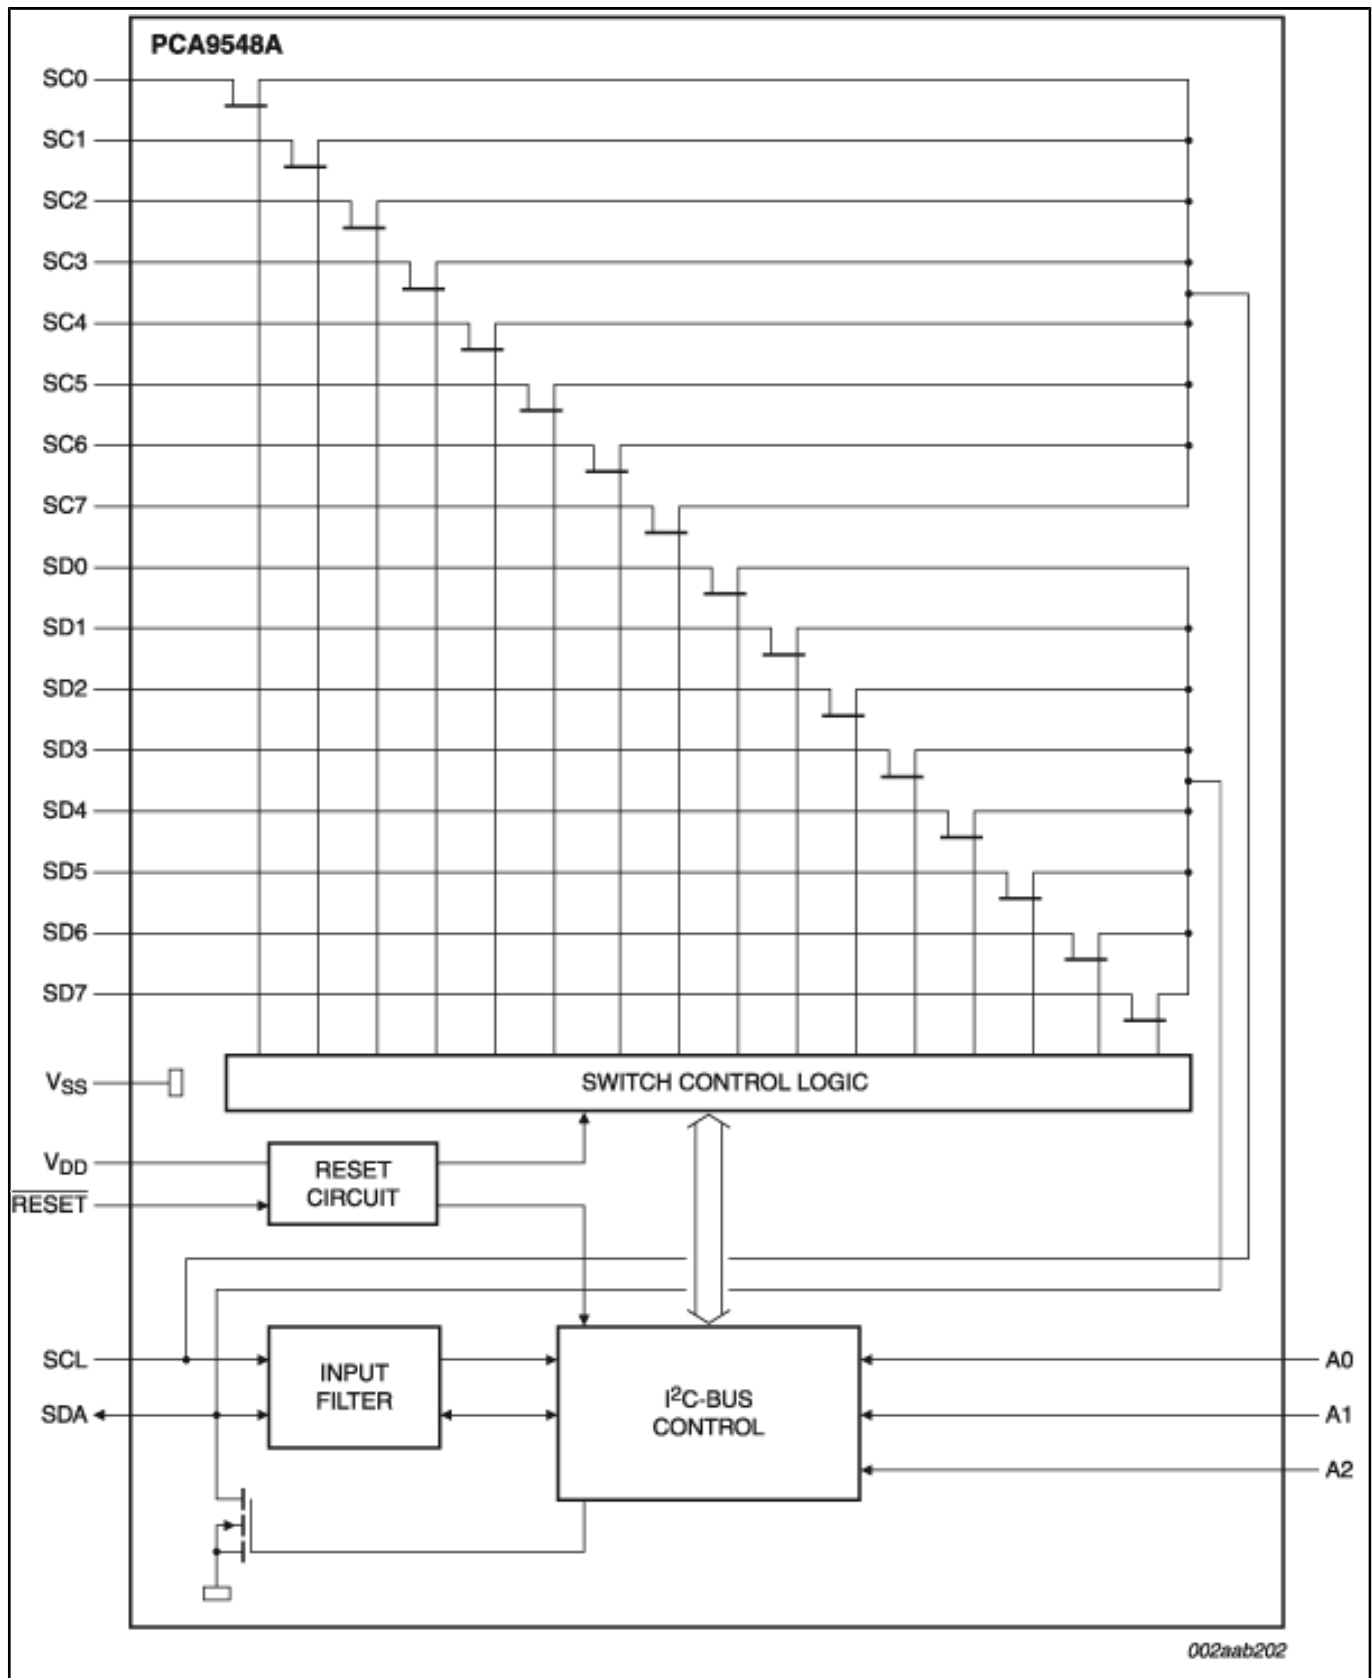 PCA9548A
SC0
SC1
SC2
SC3
SC4
SC5
SC6
SC7
SD0
SD1
SD2
SD3
SD4
SD5
SD6
SD7
VSS
SWITCH CONTROL LOGIC
VDD
RESET
RESET
CIRCUIT
SCL
SDA
INPUT
FILTER
I²C-BUS
CONTROL
A0
A1
A2
002aab202